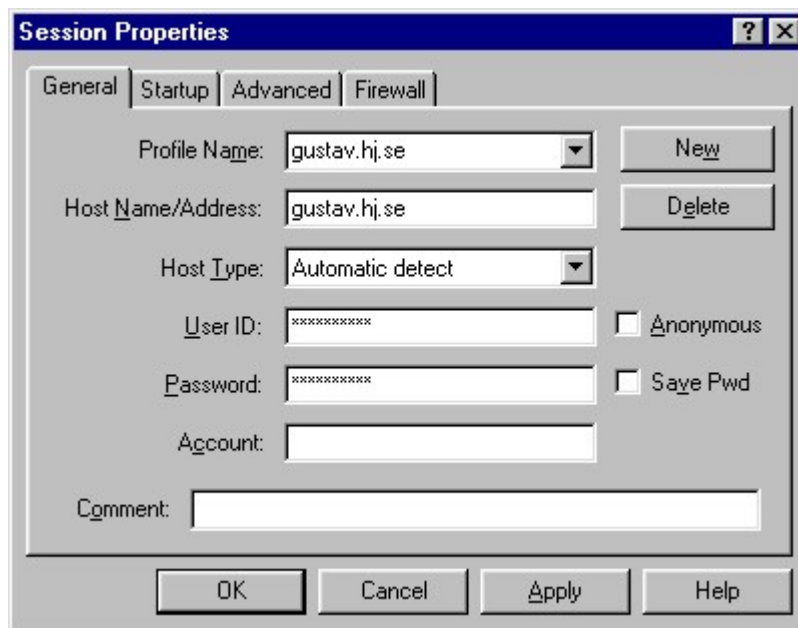 Session Properties
General Startup Advanced Firewall
Profile Name: gustav.hj.se New
Host Name/Address: gustav.hj.se Delete
Host Type: Automatic detect
User ID: ********** Anonymous
Password: ********** Save Pwd
Account:
Comment:
OK Cancel Apply Help